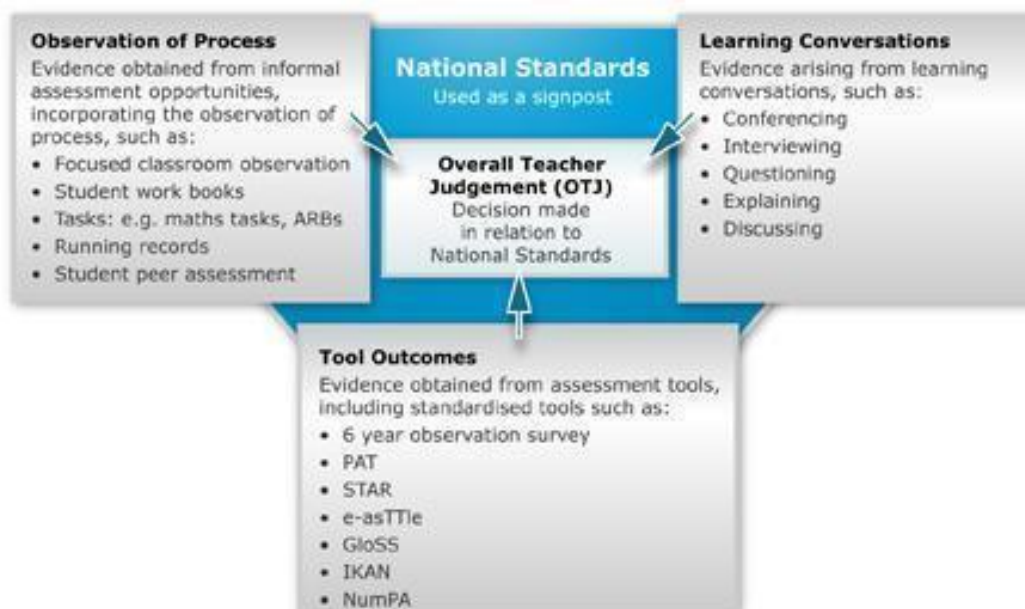 Observation of Process
Evidence obtained from informal
assessment opportunities,
incorporating the observation of
process, such as:
• Focused classroom observation
• Student work books
• Tasks: e.g. maths tasks, ARBs
• Running records
• Student peer assessment
National Standards
Used as a signpost
Overall Teacher
Judgement (OTJ)
Decision made
in relation to
National Standards
Learning Conversations
Evidence arising from learning
conversations, such as:
• Conferencing
• Interviewing
• Questioning
• Explaining
• Discussing
Tool Outcomes
Evidence obtained from assessment tools,
including standardised tools such as:
• 6 year observation survey
• PAT
• STAR
• e-asTTle
• GloSS
• IKAN
• NumPA